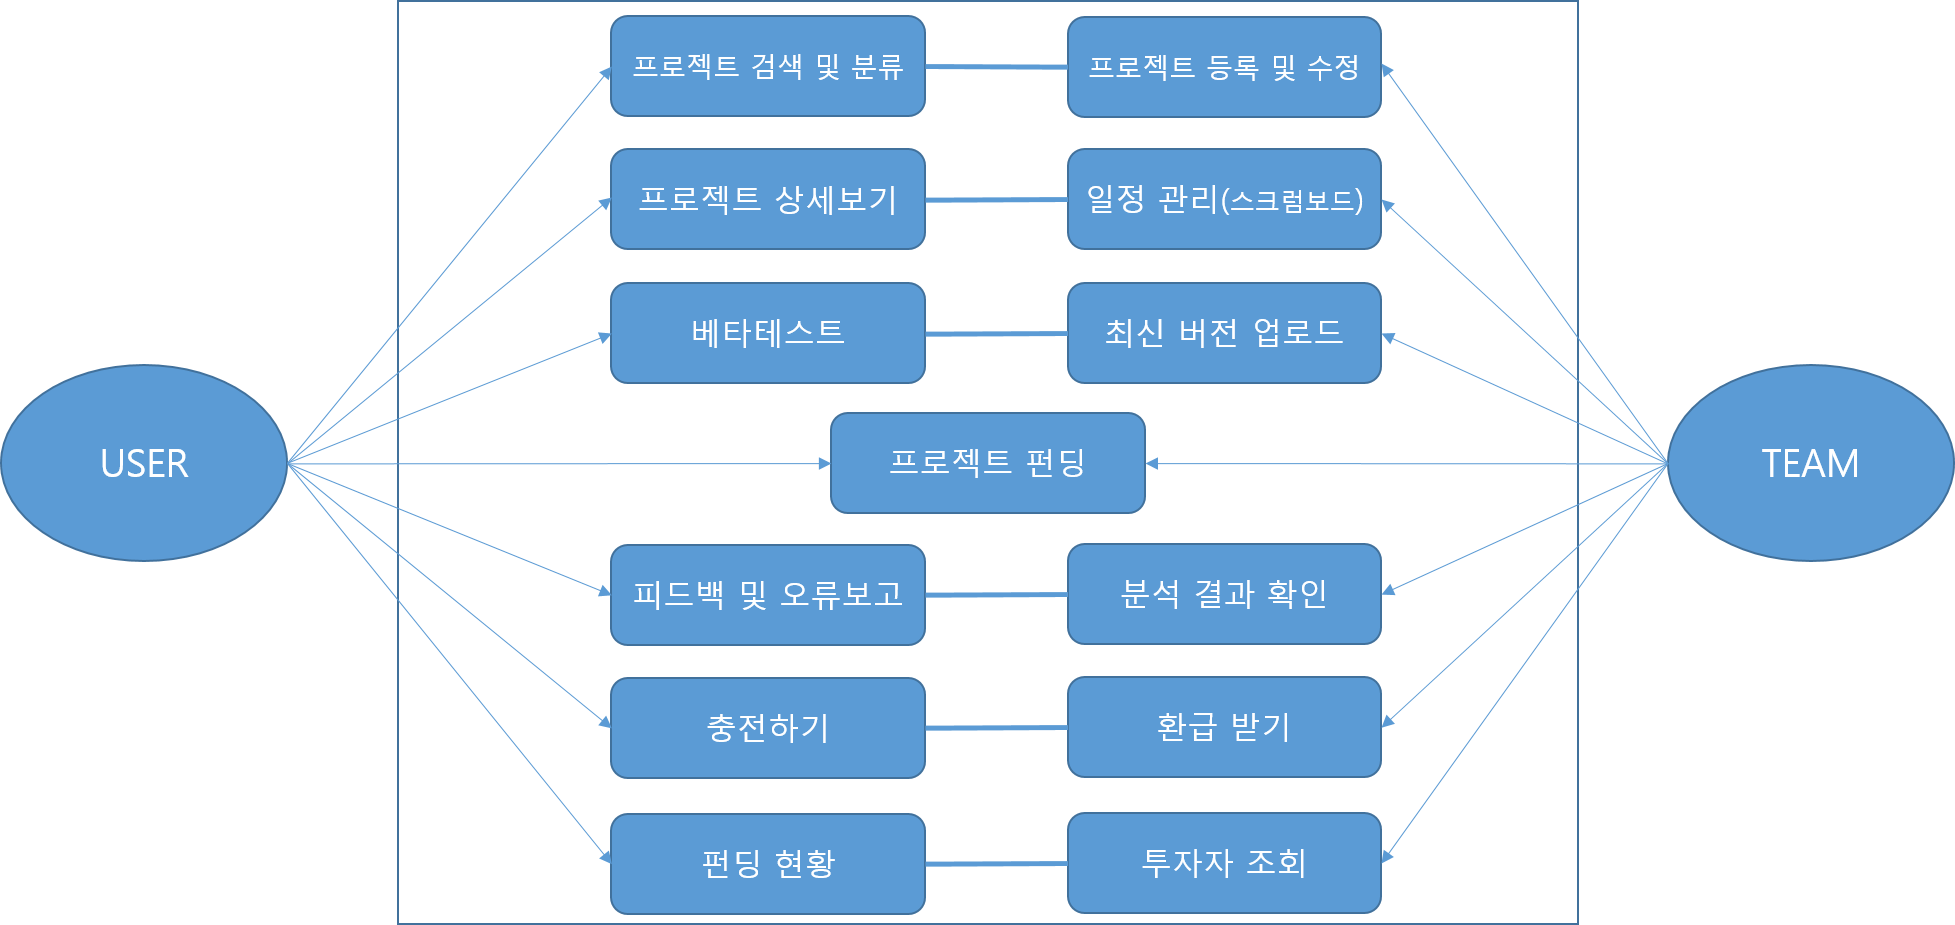 프로젝트 검색 및 분류
프로젝트 등록 및 수정
프로젝트 상세보기
일정 관리(스크럼보드)
베타테스트
최신 버전 업로드
USER
프로젝트 펀딩
TEAM
피드백 및 오류보고
분석 결과 확인
충전하기
환급 받기
펀딩 현황
투자자 조회